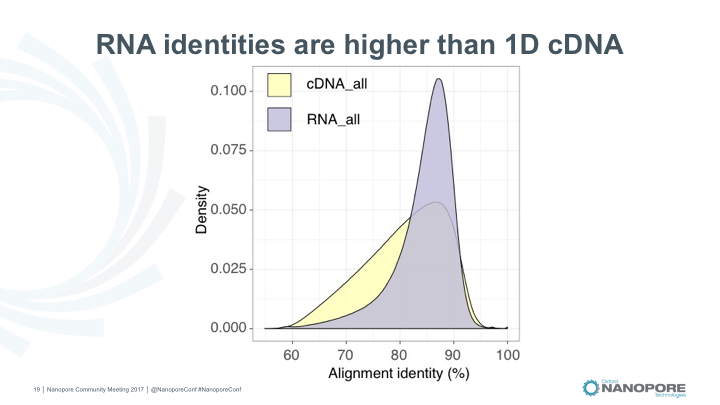 RNA identities are higher than 1D cDNA
cDNA_all
RNA_all
0.100
0.075
0.050
0.025
0.000
Density
60 70 80 90 100
Alignment identity (%)
19 | Nanopore Community Meeting 2017 | @NanoporeConf #NanoporeConf
Oxford
NANOPORE
Technologies